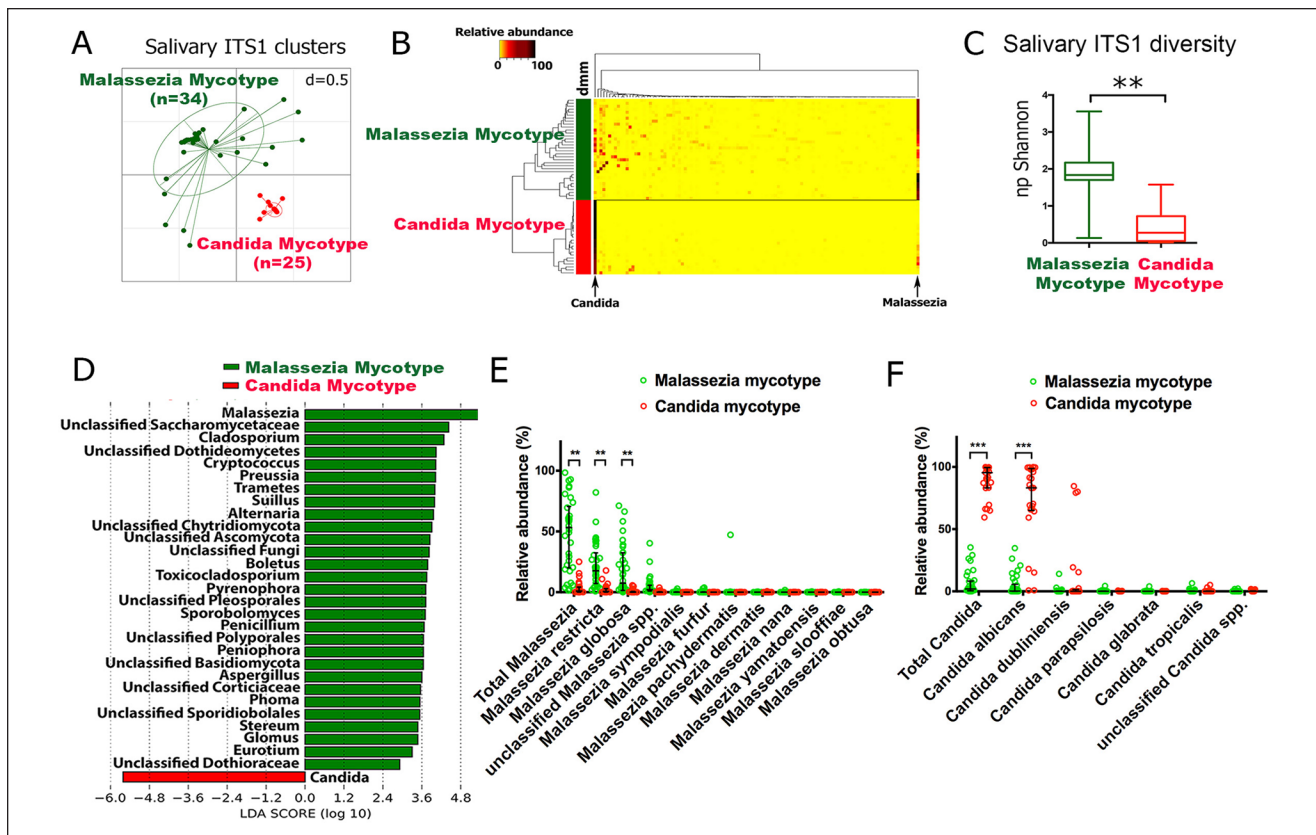 A
Salivary ITS1 clusters
Malassezia Mycotype
(n=34)
d=0.5
Candida Mycotype
(n=25)
B
Relative abundance
0 100
dmm
Malassezia Mycotype
Candida Mycotype
Candida
Malassezia
C
Salivary ITS1 diversity
**
np Shannon
4
3
2
1
0
Malassezia
Mycotype
Candida
Mycotype
D
Malassezia Mycotype
Candida Mycotype
Malassezia
Unclassified Saccharomycetaceae
Cladosporium
Unclassified Dothideomycetes
Cryptococcus
Preussia
Trametes
Suillus
Alternaria
Unclassified Chytridiomycota
Unclassified Ascomycota
Unclassified Fungi
Boletus
Toxicocladosporium
Pyrenophora
Unclassified Pleosporales
Sporobolomyces
Penicillium
Unclassified Polyporales
Peniophora
Unclassified Basidiomycota
Aspergillus
Unclassified Corticiaceae
Phoma
Unclassified Sporidiobolales
Stereum
Glomus
Eurotium
Unclassified Dothioraceae
Candida
−6.0 −4.8 −3.6 −2.4 −1.2 0.0 1.2 2.4 3.6 4.8
LDA SCORE (log 10)
E
Malassezia mycotype
Candida mycotype
** ** **
Relative abundance (%)
100
50
0
Total Malassezia
Malassezia restricta
Malassezia globosa
unclassified Malassezia spp.
Malassezia sympodialis
Malassezia furfur
Malassezia pachydermatis
Malassezia dermatis
Malassezia nana
Malassezia yamatoensis
Malassezia slooffiae
Malassezia obtusa
F
Malassezia mycotype
Candida mycotype
*** ***
Relative abundance (%)
100
50
0
Total Candida
Candida albicans
Candida dubliniensis
Candida parapsilosis
Candida glabrata
Candida tropicalis
unclassified Candida spp.